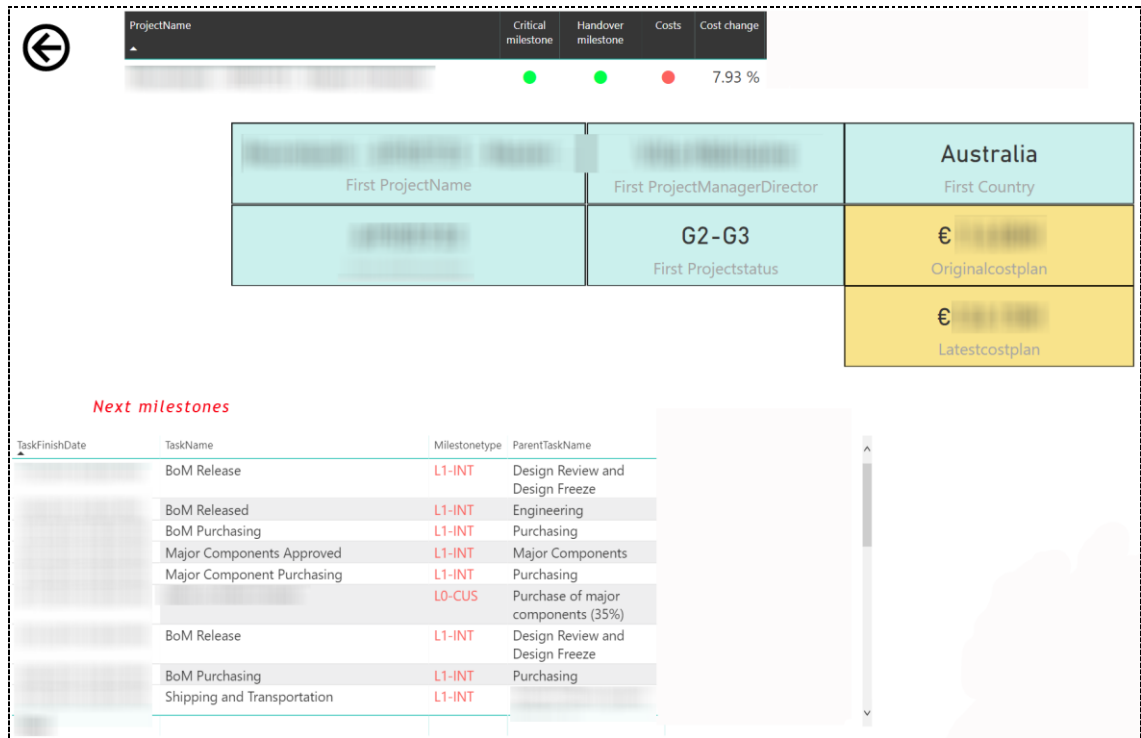 ProjectName Critical milestone Handover milestone Costs Cost change
7.93 %
Australia
First ProjectName First ProjectManagerDirector First Country
G2-G3 €
First Projectstatus Originalcostplan
€
Latestcostplan
Next milestones
TaskFinishDate TaskName Milestonetype ParentTaskName
BoM Release L1-INT Design Review and
Design Freeze
BoM Released L1-INT Engineering
BoM Purchasing L1-INT Purchasing
Major Components Approved L1-INT Major Components
Major Component Purchasing L1-INT Purchasing
L0-CUS Purchase of major
components (35%)
BoM Release L1-INT Design Review and
Design Freeze
BoM Purchasing L1-INT Purchasing
Shipping and Transportation L1-INT